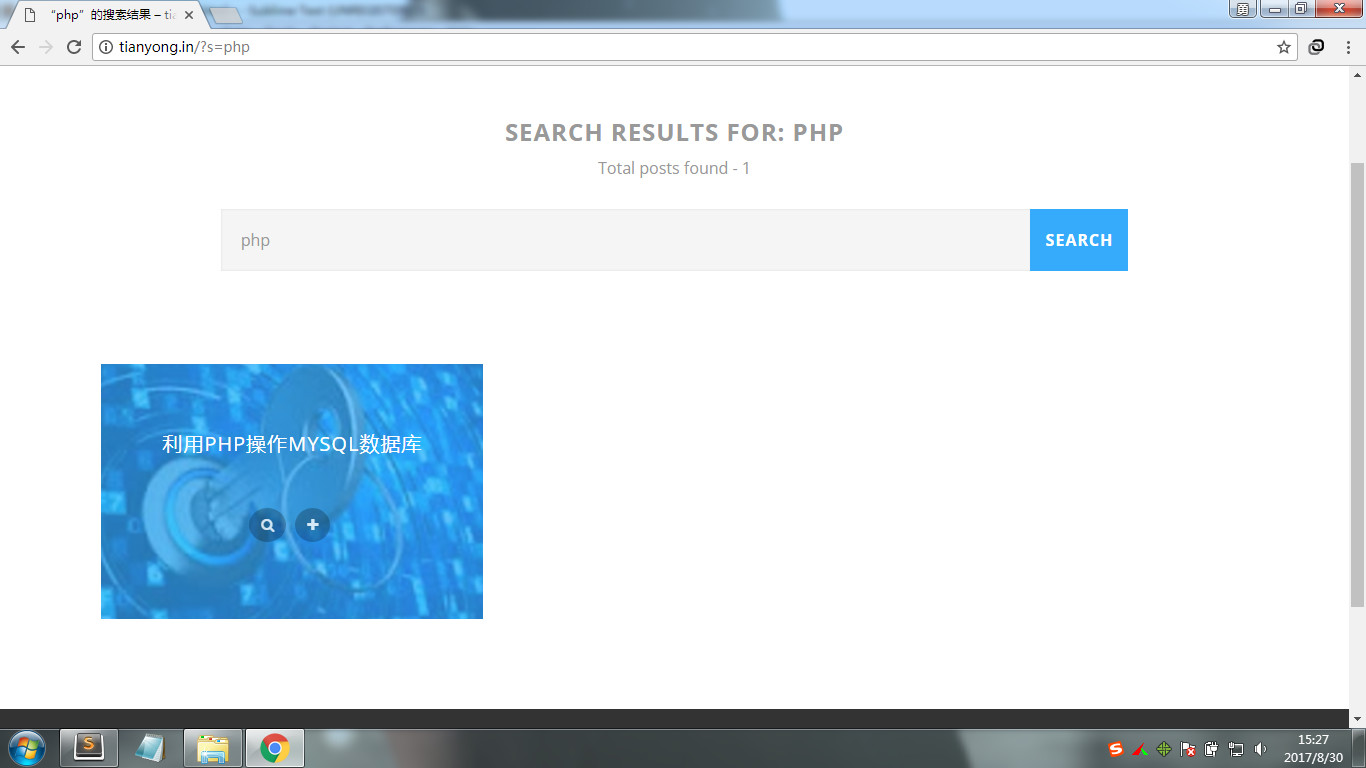 “php”的搜索结果 – tia
tianyong.in/?s=php
SEARCH RESULTS FOR: PHP
Total posts found - 1
php
SEARCH
利用PHP操作MYSQL数据库
15:27
2017/8/30